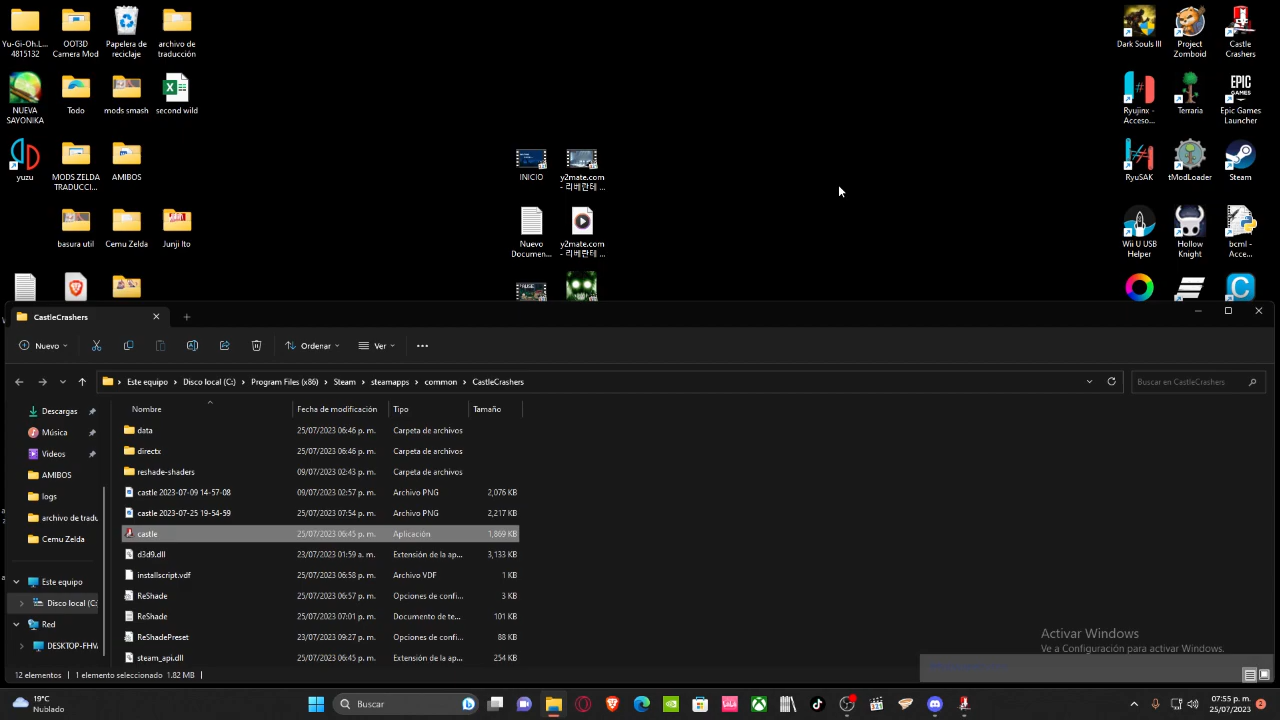 Yu-Gi-Oh.L...
4815132
OOT3D
Camera Mod
Papelera de
reciclaje
archivo de
traducción
Dark Souls III
Project
Zomboid
Castle
Crashers
NUEVA
SAYONIKA
Todo
mods smash
second wild
Ryujinx -
Acceso...
Terraria
Epic Games
Launcher
yuzu
MODS ZELDA
TRADUCCI...
AMIBOS
INICIO
y2mate.com
- 리베란테 ...
RyuSAK
tModLoader
Steam
basura util
Cemu Zelda
Junji Ito
Nuevo
Documen...
y2mate.com
- 리베란테 ...
Wii U USB
Helper
Hollow
Knight
bcml -
Acce...
CastleCrashers
Nuevo
Ordenar
Ver
Este equipo > Disco local (C:) > Program Files (x86) > Steam > steamapps > common > CastleCrashers
Buscar en CastleCrashers
Descargas
Música
Videos
AMIBOS
logs
archivo de tradu
Cemu Zelda
Este equipo
Disco local (C:
Red
DESKTOP-FHV
Nombre Fecha de modificación Tipo Tamaño
data 25/07/2023 06:46 p. m. Carpeta de archivos
directx 25/07/2023 06:46 p. m. Carpeta de archivos
reshade-shaders 09/07/2023 02:43 p. m. Carpeta de archivos
castle 2023-07-09 14-57-08 09/07/2023 02:57 p. m. Archivo PNG 2,076 KB
castle 2023-07-25 19-54-59 25/07/2023 07:54 p. m. Archivo PNG 2,217 KB
castle 25/07/2023 06:45 p. m. Aplicación 1,869 KB
d3d9.dll 23/07/2023 01:59 a. m. Extensión de la ap... 3,133 KB
installscript.vdf 25/07/2023 06:58 p. m. Archivo VDF 1 KB
ReShade 25/07/2023 06:57 p. m. Opciones de confi... 3 KB
ReShade 25/07/2023 07:01 p. m. Documento de te... 101 KB
ReShadePreset 23/07/2023 09:27 p. m. Opciones de confi... 88 KB
steam_api.dll 25/07/2023 06:45 p. m. Extensión de la ap... 254 KB
Activar Windows
Ve a Configuración para activar Windows.
12 elementos 1 elemento seleccionado 1.82 MB
19°C
Nublado
Buscar
07:55 p. m.
25/07/2023
2